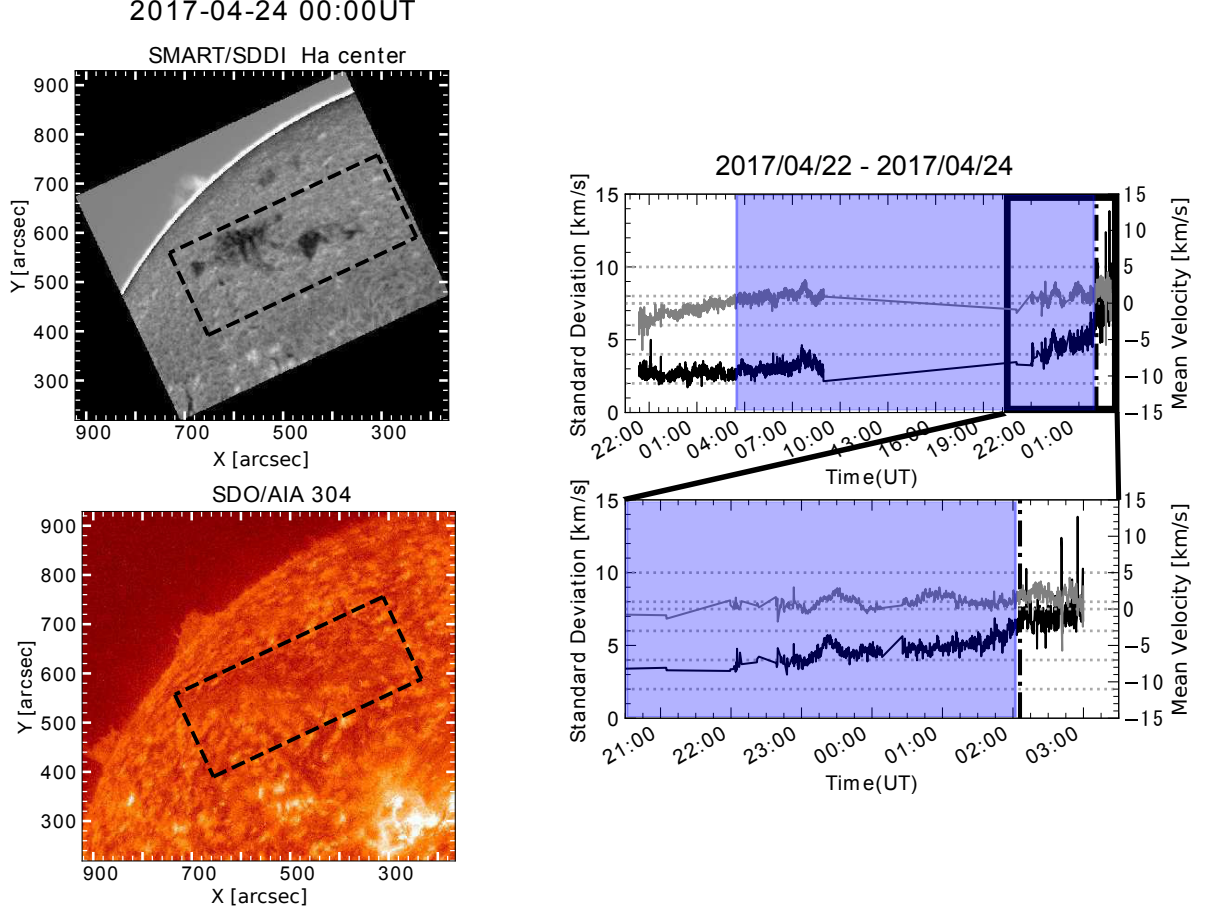 2017-04-24 00:00UT
SMART/SDDI Ha center
900
800
700
600
500
400
300
Y [arcsec]
900 700 500 300
X [arcsec]
SDO/AIA 304
900
800
700
600
500
400
300
Y [arcsec]
900 700 500 300
X [arcsec]
2017/04/22 - 2017/04/24
Standard Deviation [km/s]
15
10
5
0
15
10
5
0
−5
−10
−15
Mean Velocity [km/s]
22:00 01:00 04:00 07:00 10:00 13:00 16:00 19:00 22:00 01:00
Time(UT)
Standard Deviation [km/s]
15
10
5
0
15
10
5
0
−5
−10
−15
Mean Velocity [km/s]
21:00 22:00 23:00 00:00 01:00 02:00 03:00
Time(UT)